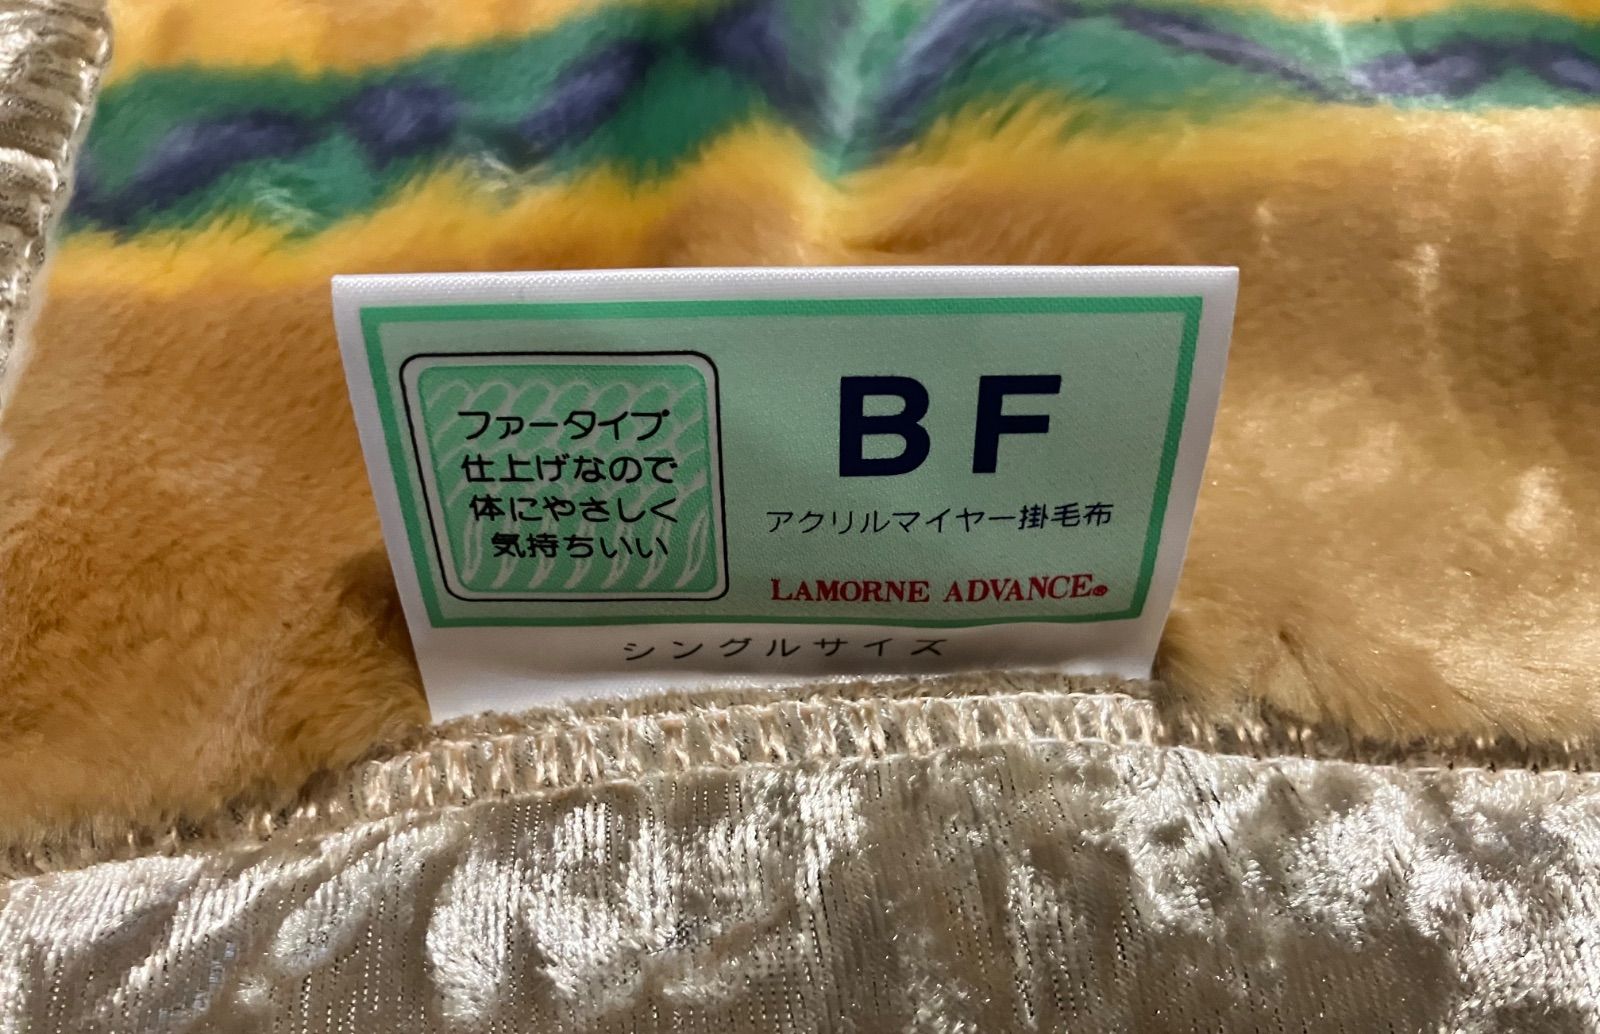 ファータイプ
仕上げなので
体にやさしく
気持ちいい
BF
アクリルマイヤー掛毛布
LAMORNE ADVANCE®
シングルサイズ